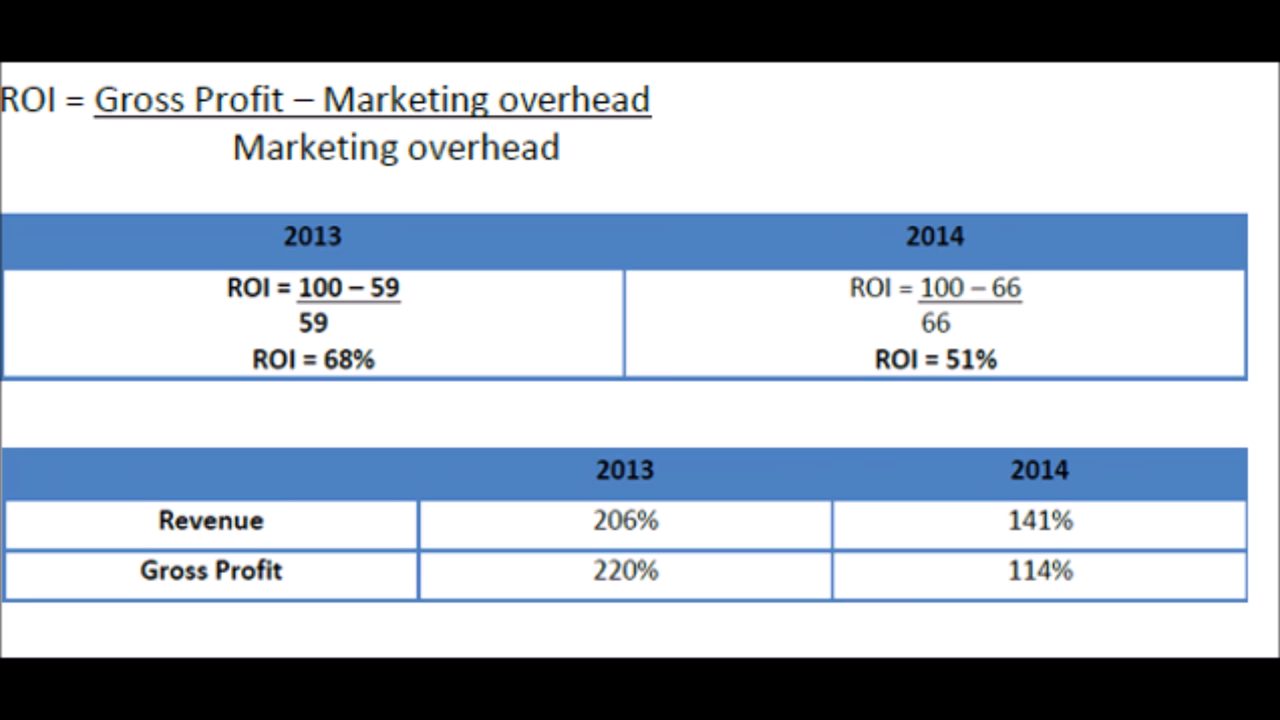 ROI = Gross Profit – Marketing overhead
Marketing overhead
2013 2014
ROI = 100 – 59 ROI = 100 – 66
59 66
ROI = 68% ROI = 51%
2013 2014
Revenue 206% 141%
Gross Profit 220% 114%